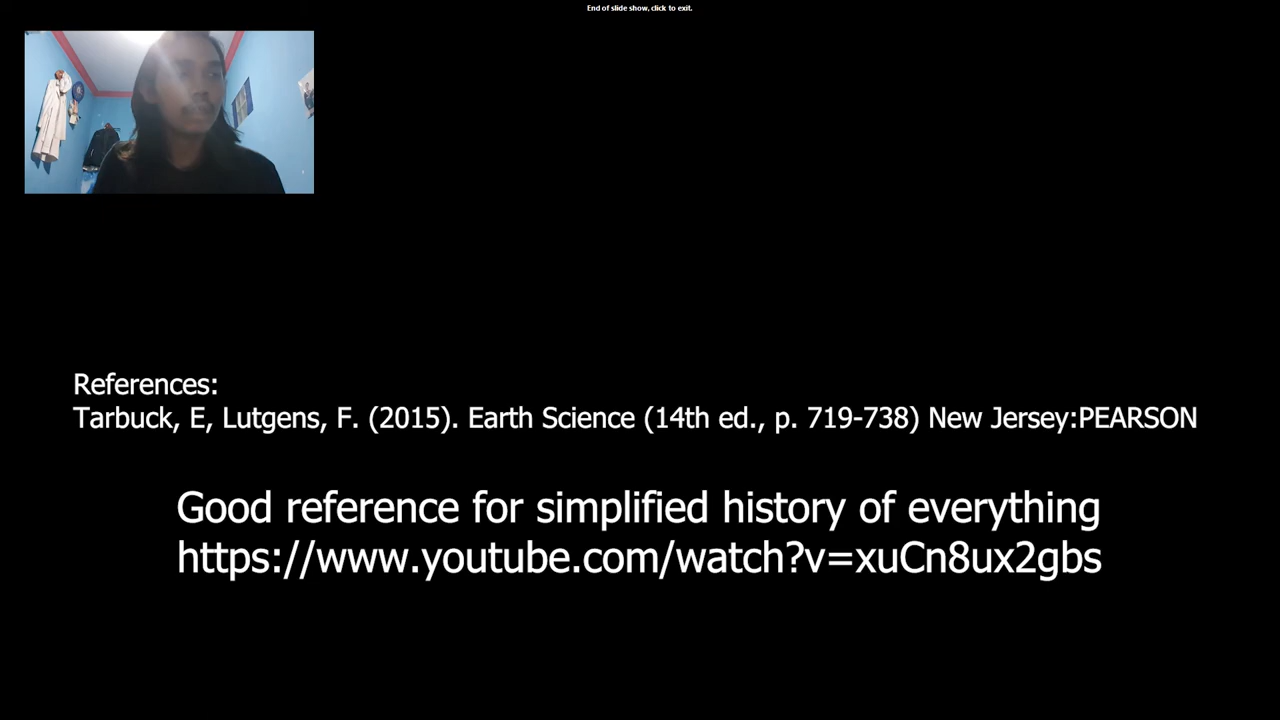 End of slide show, click to exit.
References:
Tarbuck, E, Lutgens, F. (2015). Earth Science (14th ed., p. 719-738) New Jersey:PEARSON
Good reference for simplified history of everything
https://www.youtube.com/watch?v=xuCn8ux2gbs